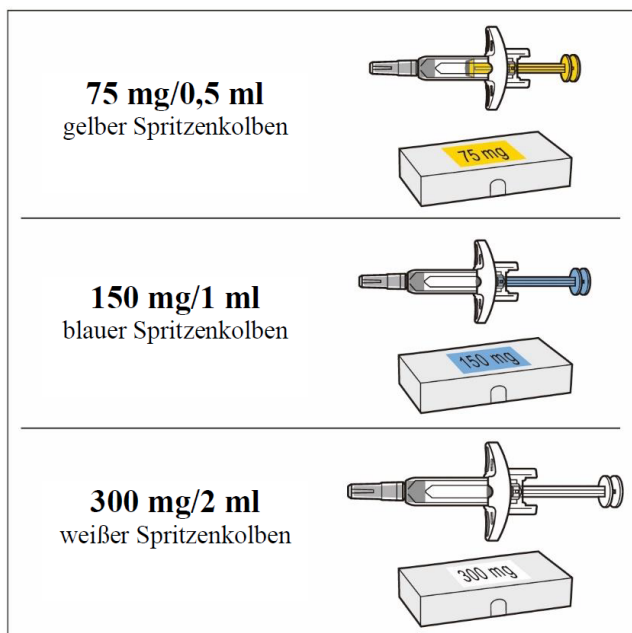 75 mg/0,5 ml
gelber Spritzenkolben
75 mg
150 mg/1 ml
blauer Spritzenkolben
150 mg
300 mg/2 ml
weißer Spritzenkolben
300 mg